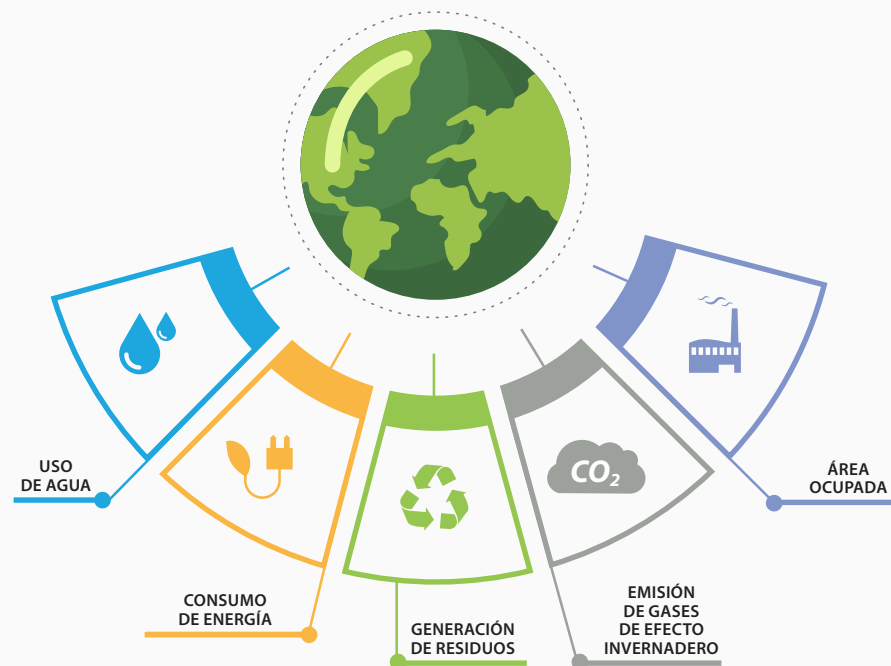 CO₂
USO
DE AGUA
CONSUMO
DE ENERGÍA
GENERACIÓN
DE RESIDUOS
EMISIÓN
DE GASES
DE EFECTO
INVERNADERO
ÁREA
OCUPADA